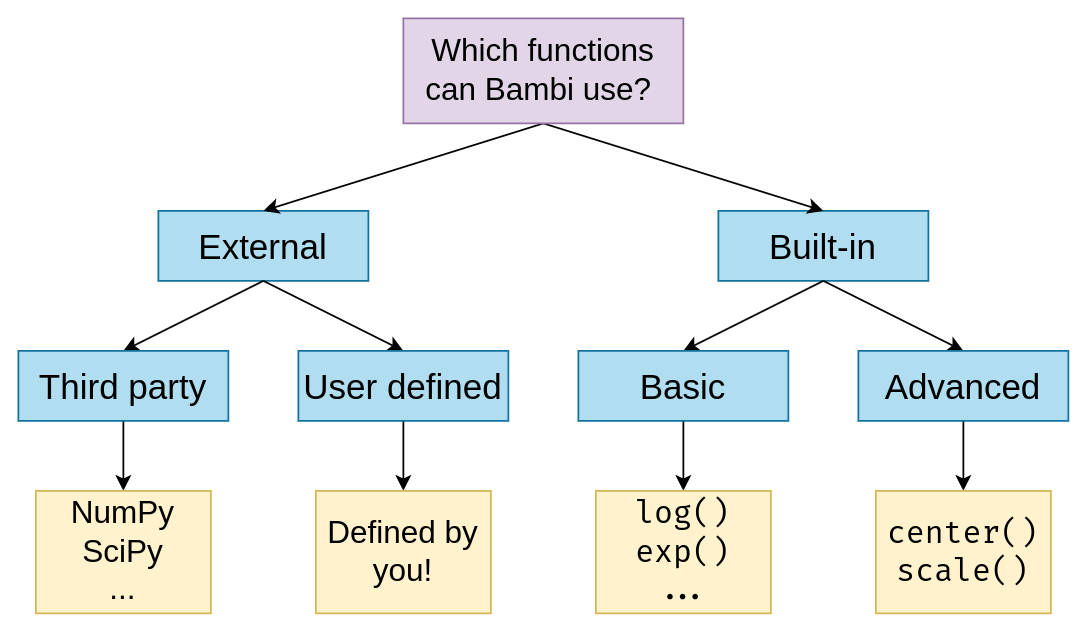 Which functions
can Bambi use?
External
Built-in
Third party
User defined
Basic
Advanced
NumPy
SciPy
...
Defined by
you!
log()
exp()
...
center()
scale()